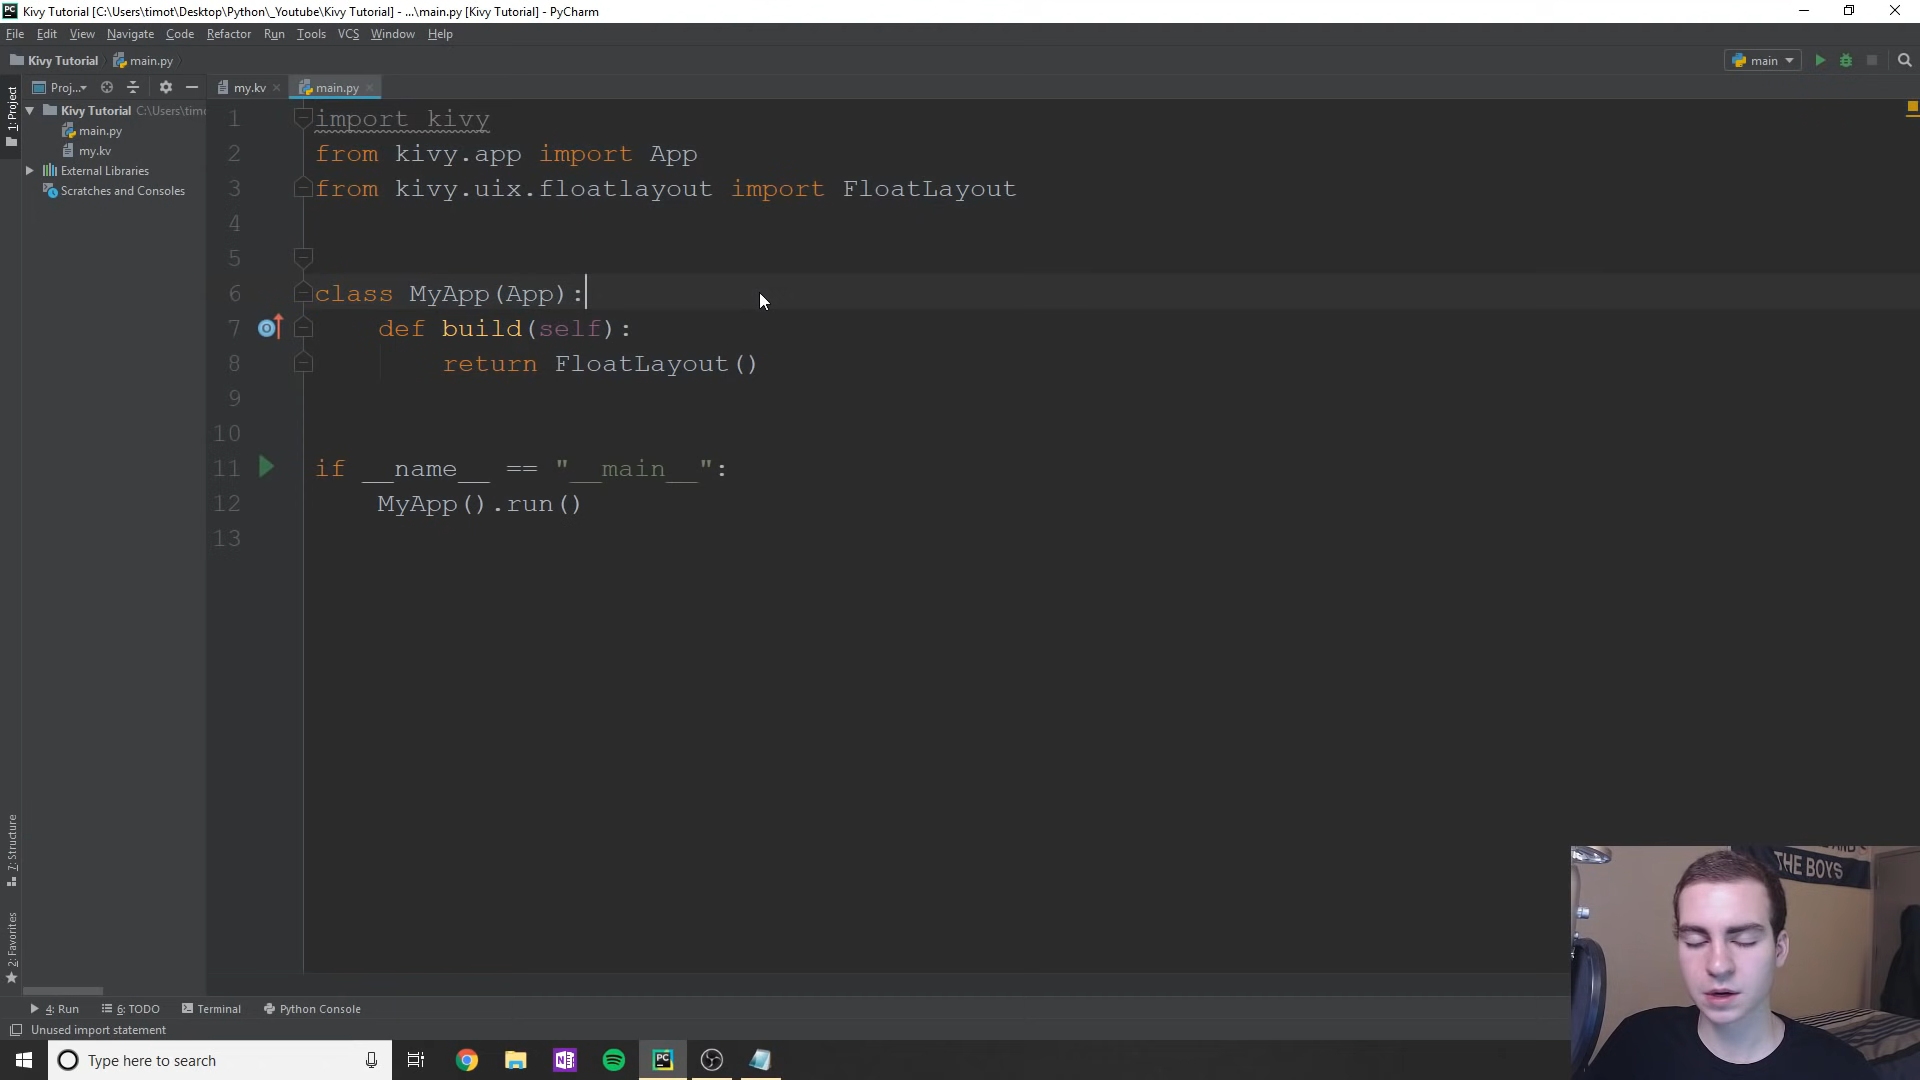 Kivy Tutorial [C:\Users\timot\Desktop\Python\_Youtube\Kivy Tutorial] - ...\main.py [Kivy Tutorial] - PyCharm
File Edit View Navigate Code Refactor Run Tools VCS Window Help
Kivy Tutorial main.py main
Proj... my.kv main.py
1: Project
Kivy Tutorial C:\Users\timo
main.py
my.kv
External Libraries
Scratches and Consoles
1 import kivy
2 from kivy.app import App
3 from kivy.uix.floatlayout import FloatLayout
4
5
6 class MyApp(App):
7 def build(self):
8 return FloatLayout()
9
10
11 if __name__ == "__main__":
12 MyApp().run()
13
7: Structure
2: Favorites
THE BOYS
4: Run 6: TODO Terminal Python Console
Unused import statement
Type here to search